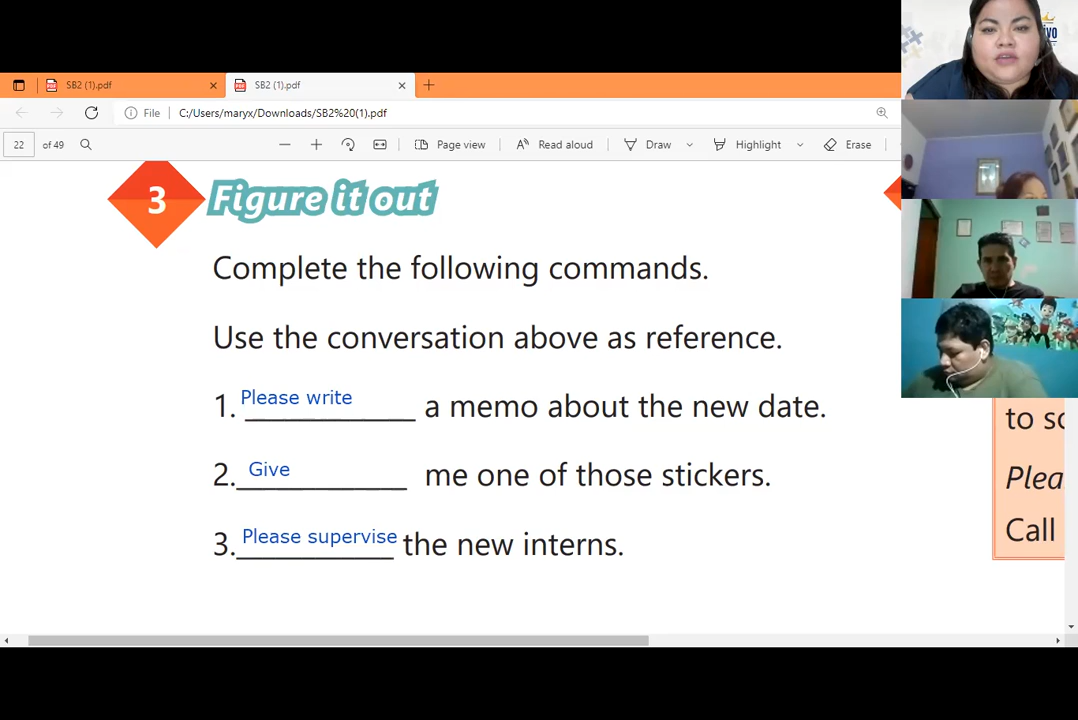 SB2 (1).pdf
SB2 (1).pdf
File
C:/Users/maryx/Downloads/SB2%20(1).pdf
22 of 49
Page view
Read aloud
Draw
Highlight
Erase
3 Figure it out
Complete the following commands.
Use the conversation above as reference.
1. Please write a memo about the new date.
2. Give me one of those stickers.
3. Please supervise the new interns.
to so
Plea
Call